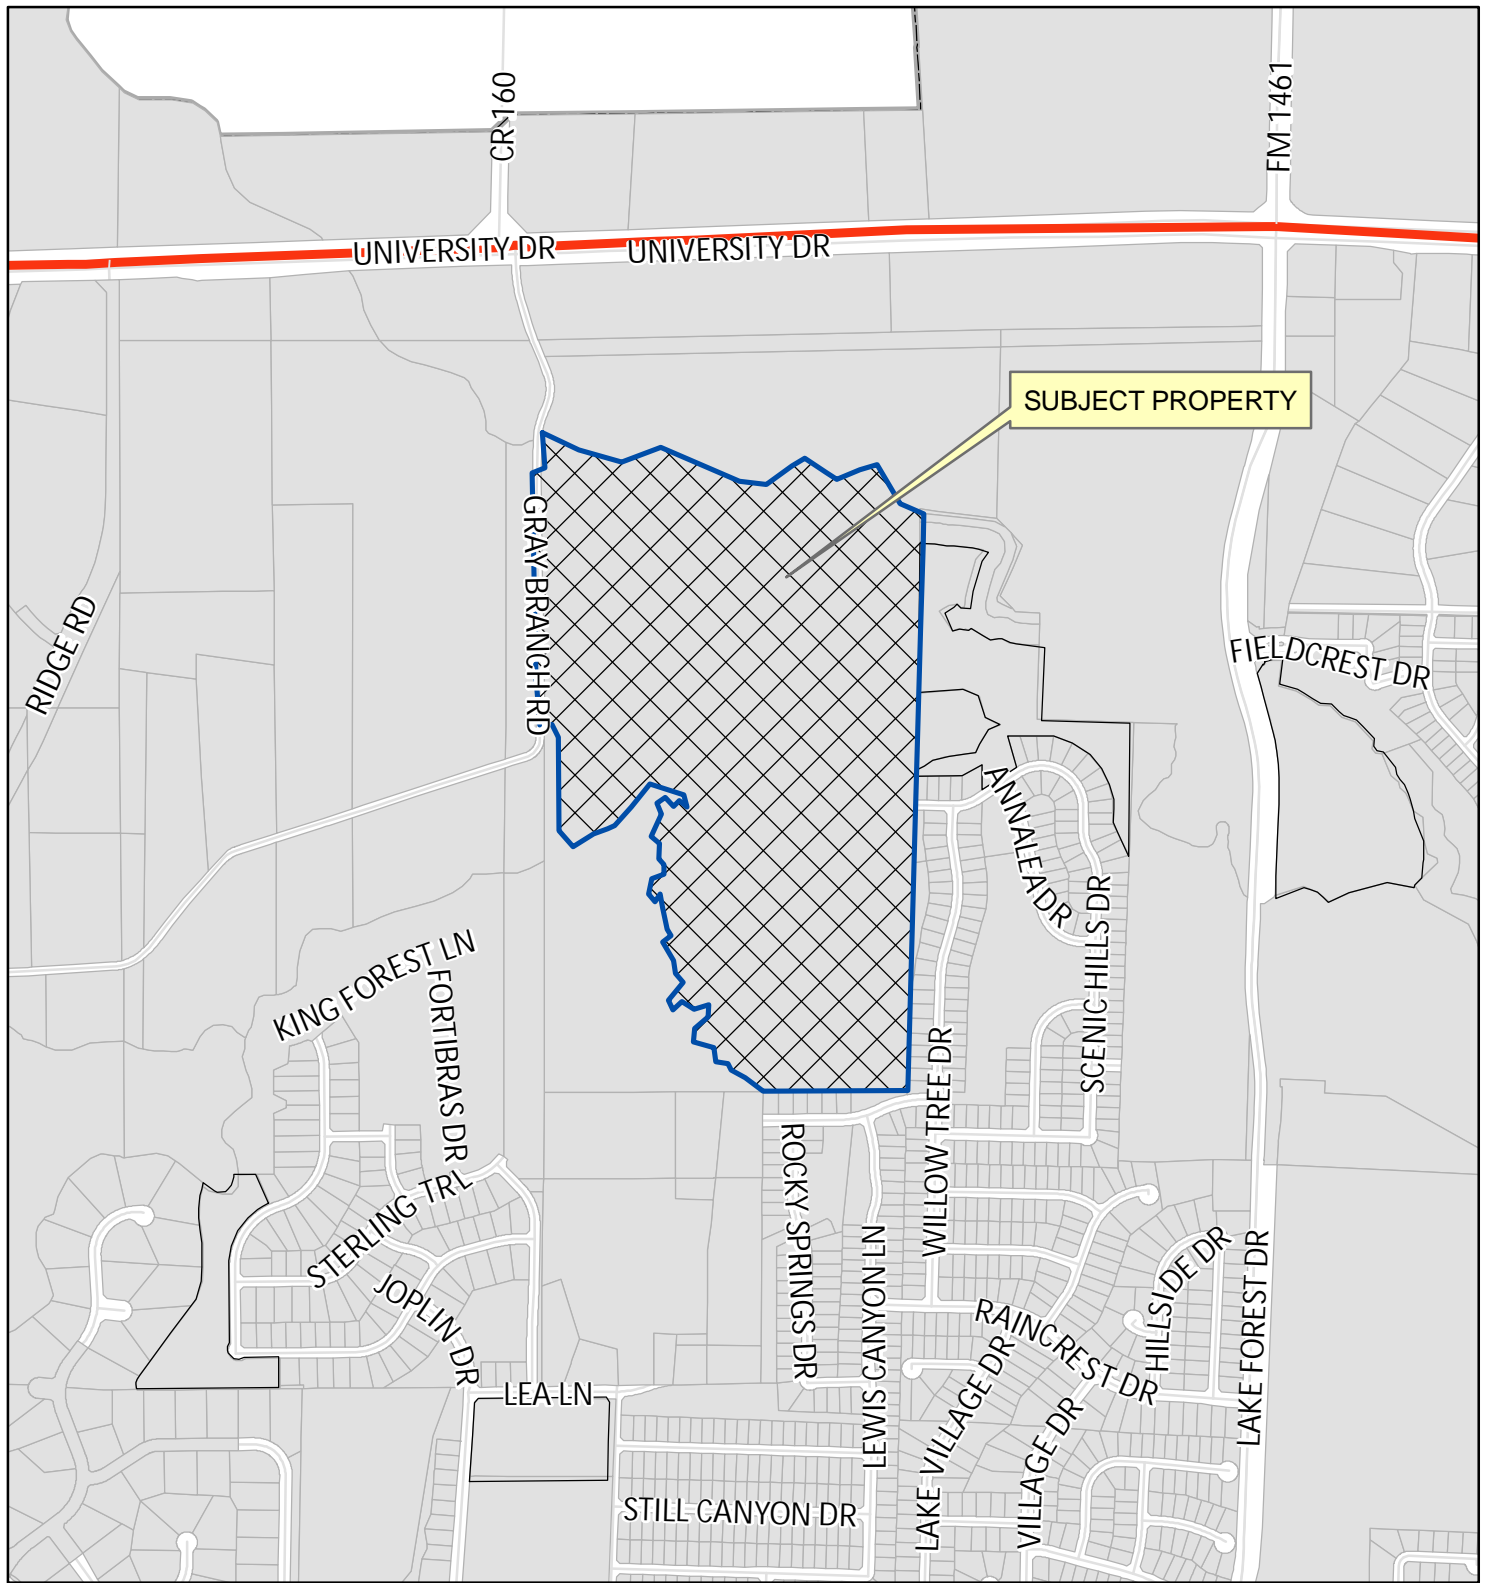 CR 160
FM 1461
UNIVERSITY DR
UNIVERSITY DR
SUBJECT PROPERTY
GRAY BRANCH RD
RIDGE RD
FIELDCREST DR
ANNALEA DR
SCENIC HILLS DR
KING FOREST LN
FORTIBRAS DR
WILLOW TREE DR
ROCKY SPRINGS DR
STERLING TRL
LEWIS CANYON LN
HILLSIDE DR
LAKE FOREST DR
JOPLIN DR
RAINCREST DR
LEA LN
LAKE VILLAGE DR
VILLAGE DR
STILL CANYON DR